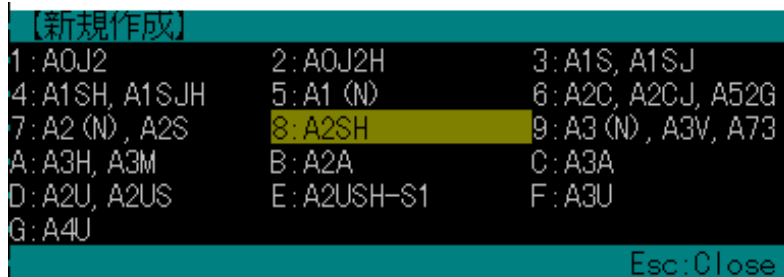 【新規作成】
1:A0J2 2:A0J2H 3:A1S, A1SJ
4:A1SH, A1SJH 5:A1(N) 6:A2C, A2CJ, A52G
7:A2(N), A2S 8:A2SH 9:A3(N), A3V, A73
A:A3H, A3M B:A2A C:A3A
D:A2U, A2US E:A2USH-S1 F:A3U
G:A4U
Esc:Close